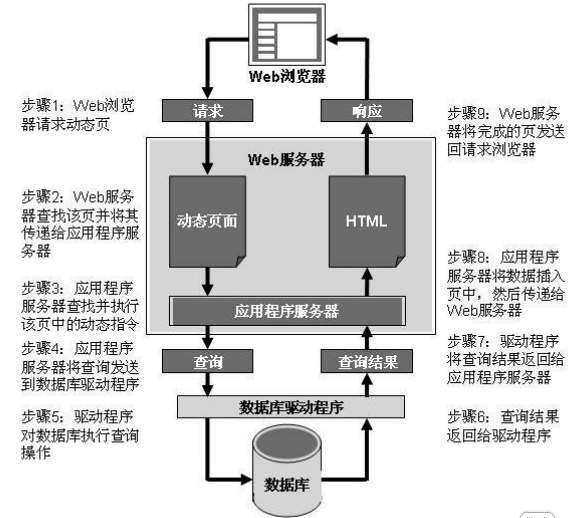 Web浏览器
步骤1：Web浏览
器请求动态页
请求
响应
步骤9：Web服务
器将完成的页发送
回请求浏览器
Web服务器
步骤2：Web服务
器查找该页并将其
传递给应用程序服
务器
动态页面
HTML
步骤8：应用程序
服务器将数据插入
页中，然后传递给
Web服务器
步骤3：应用程序
服务器查找并执行
该页中的动态指令
应用程序服务器
步骤4：应用程序
服务器将查询发送
到数据库驱动程序
查询
查询结果
步骤7：驱动程序
将查询结果返回给
应用程序服务器
数据库驱动程序
步骤5：驱动程序
对数据库执行查询
操作
步骤6：查询结果
返回给驱动程序
数据库